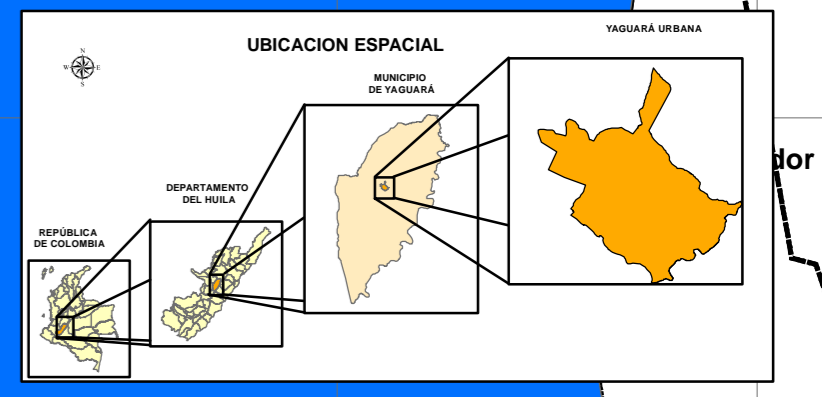 YAGUARÁ URBANA
UBICACION ESPACIAL
N
W
E
S
MUNICIPIO
DE YAGUARÁ
DEPARTAMENTO
DEL HUILA
REPÚBLICA
DE COLOMBIA
dor